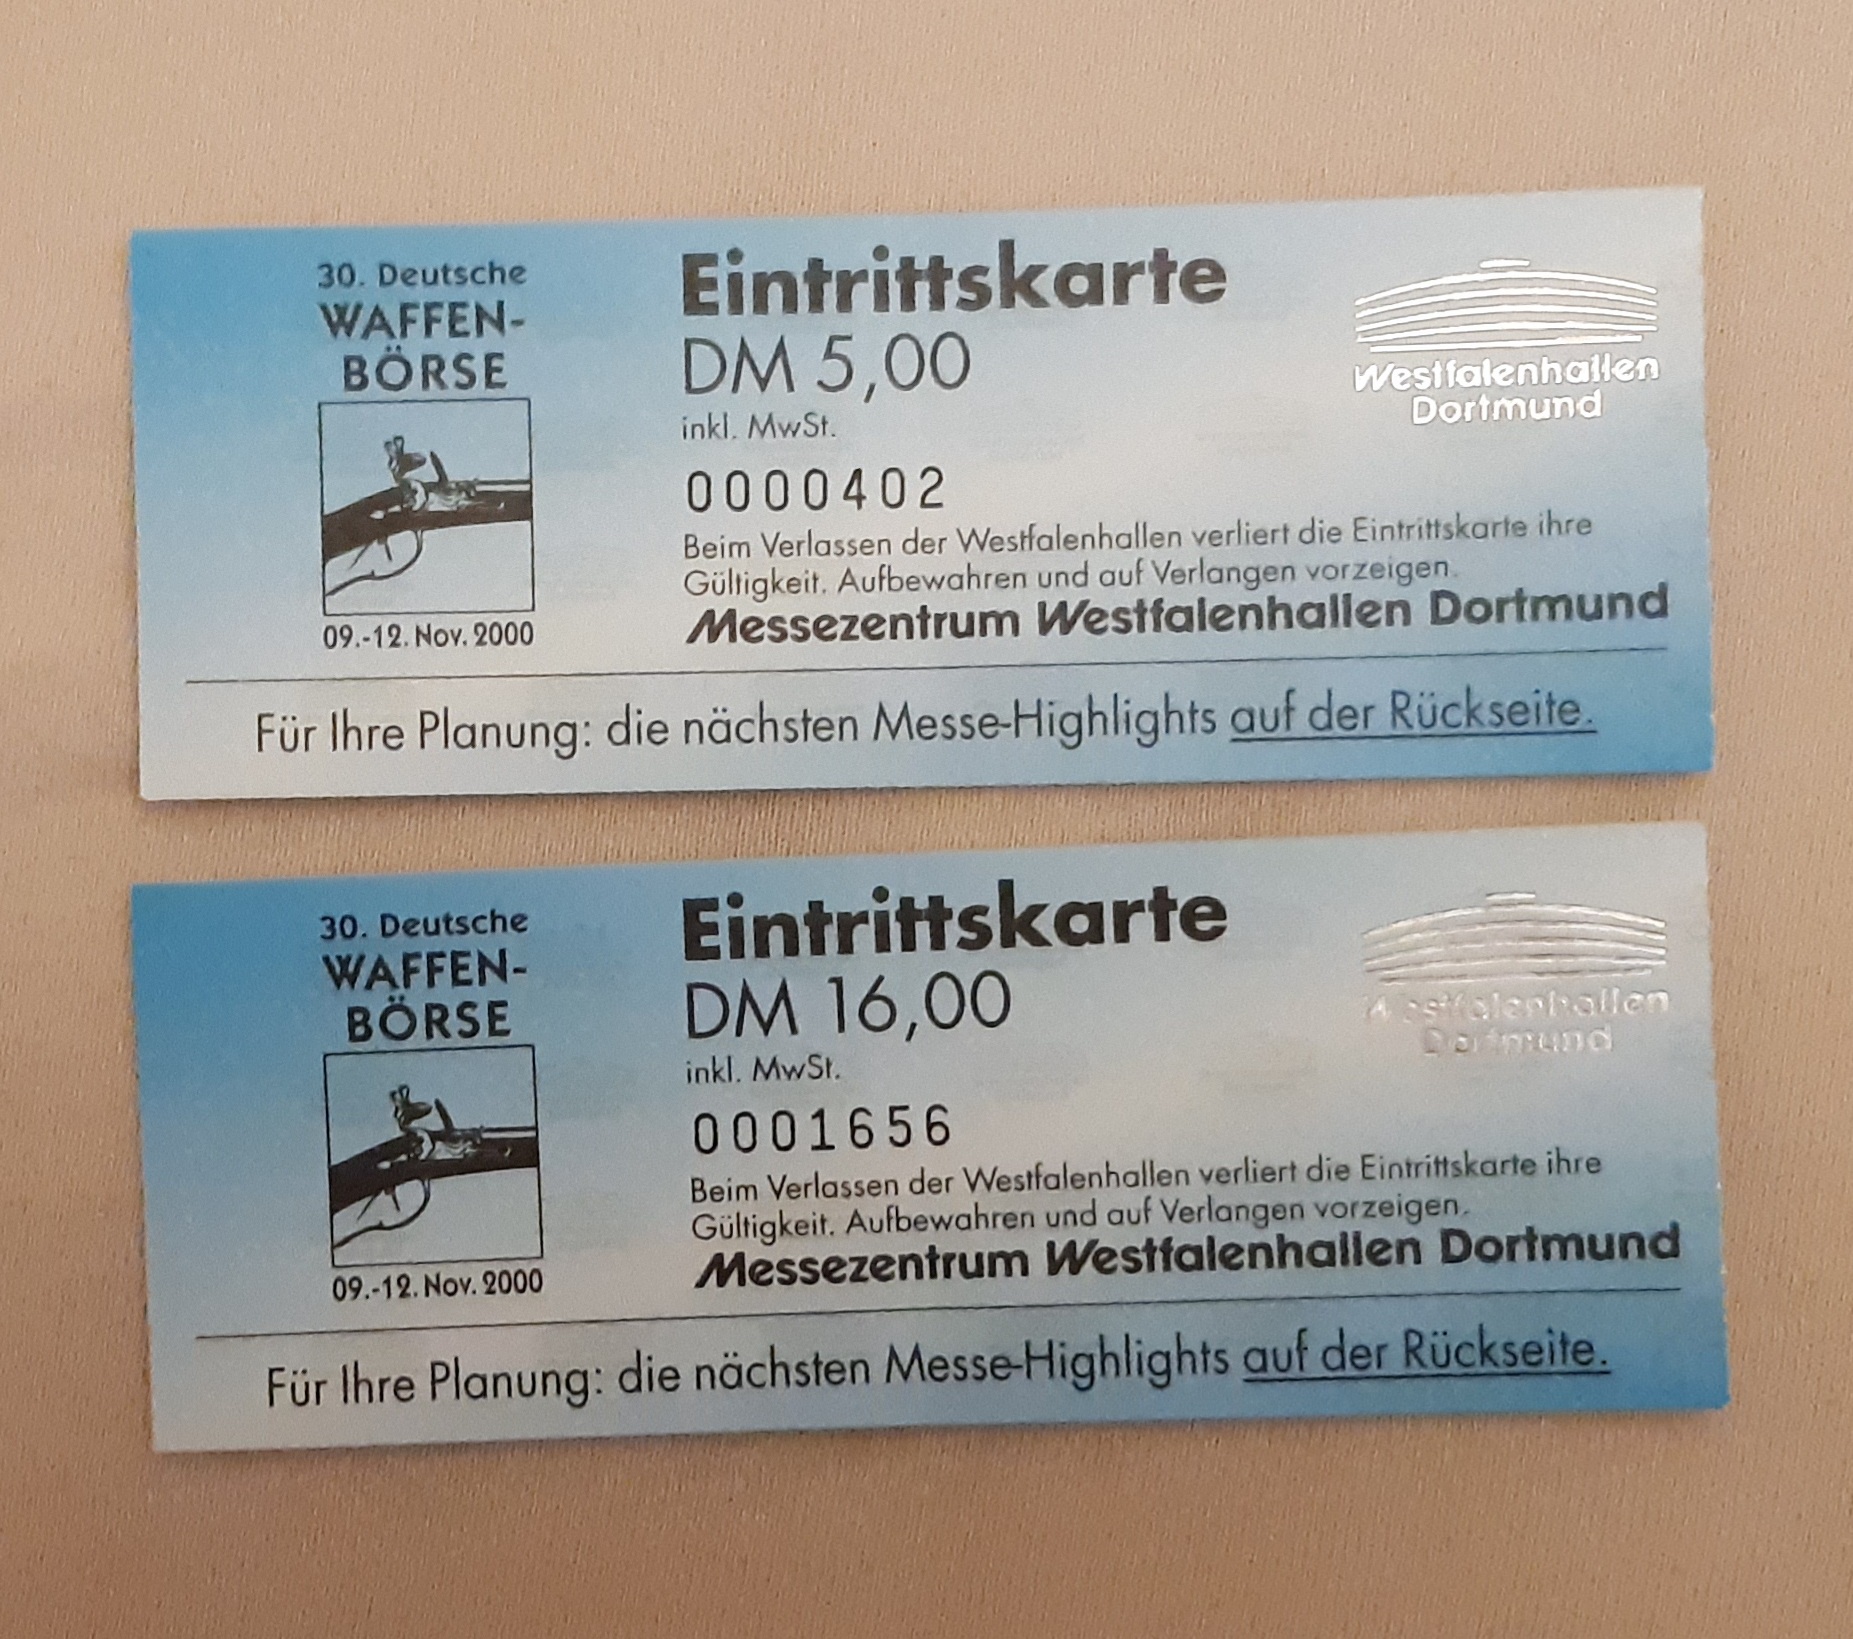 30. Deutsche
WAFFEN-
BÖRSE
09.-12. Nov. 2000
Eintrittskarte
DM 5,00
inkl. MwSt.
0000402
Beim Verlassen der Westfalenhallen verliert die Eintrittskarte ihre
Gültigkeit. Aufbewahren und auf Verlangen vorzeigen.
Messezentrum Westfalenhallen Dortmund
Westfalenhallen
Dortmund
Für Ihre Planung: die nächsten Messe-Highlights auf der Rückseite.
30. Deutsche
WAFFEN-
BÖRSE
09.-12. Nov. 2000
Eintrittskarte
DM 16,00
inkl. MwSt.
0001656
Beim Verlassen der Westfalenhallen verliert die Eintrittskarte ihre
Gültigkeit. Aufbewahren und auf Verlangen vorzeigen.
Messezentrum Westfalenhallen Dortmund
Westfalenhallen
Dortmund
Für Ihre Planung: die nächsten Messe-Highlights auf der Rückseite.